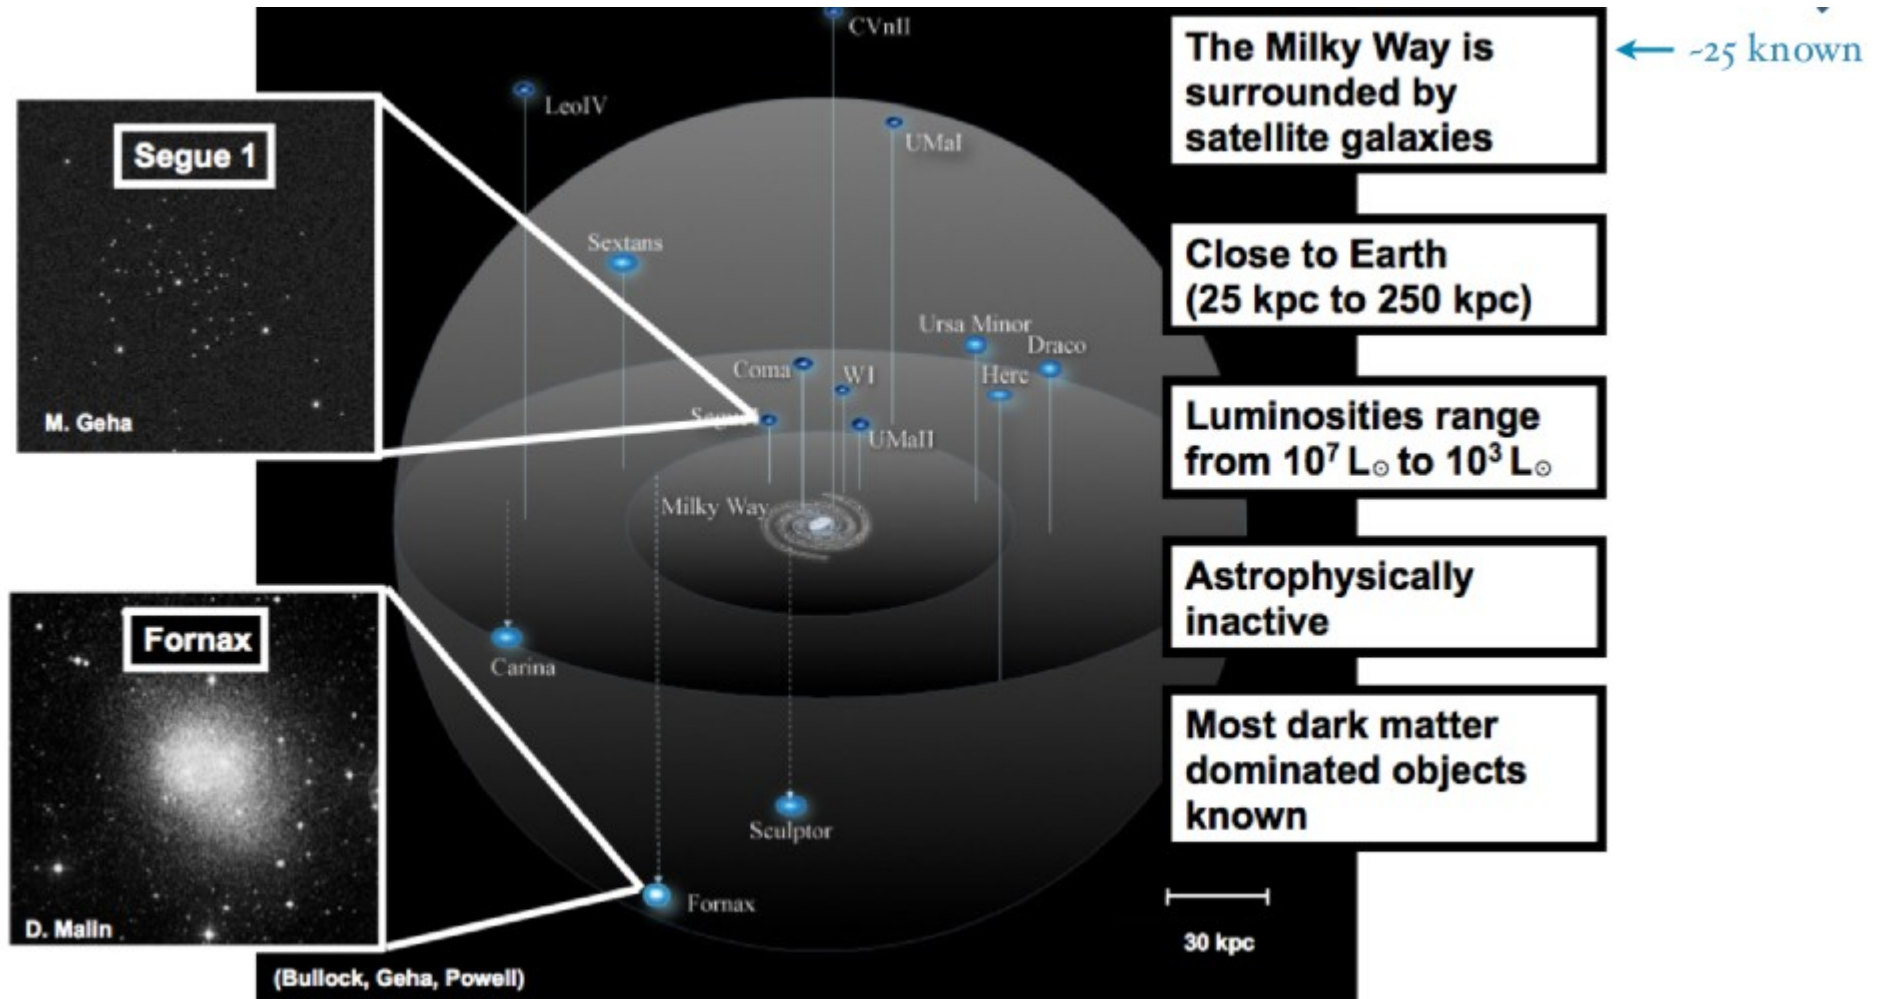 CVnII
The Milky Way is
surrounded by
satellite galaxies
~25 known
LeoIV
UMaI
Segue 1
Sextans
Close to Earth
(25 kpc to 250 kpc)
Ursa Minor
Draco
Coma
W1
Herc
M. Geha
UMaII
Luminosities range
from 10⁷ L☉ to 10³ L☉
Milky Way
Astrophysically
inactive
Fornax
Carina
Most dark matter
dominated objects
known
Sculptor
Fornax
D. Malin
30 kpc
(Bullock, Geha, Powell)